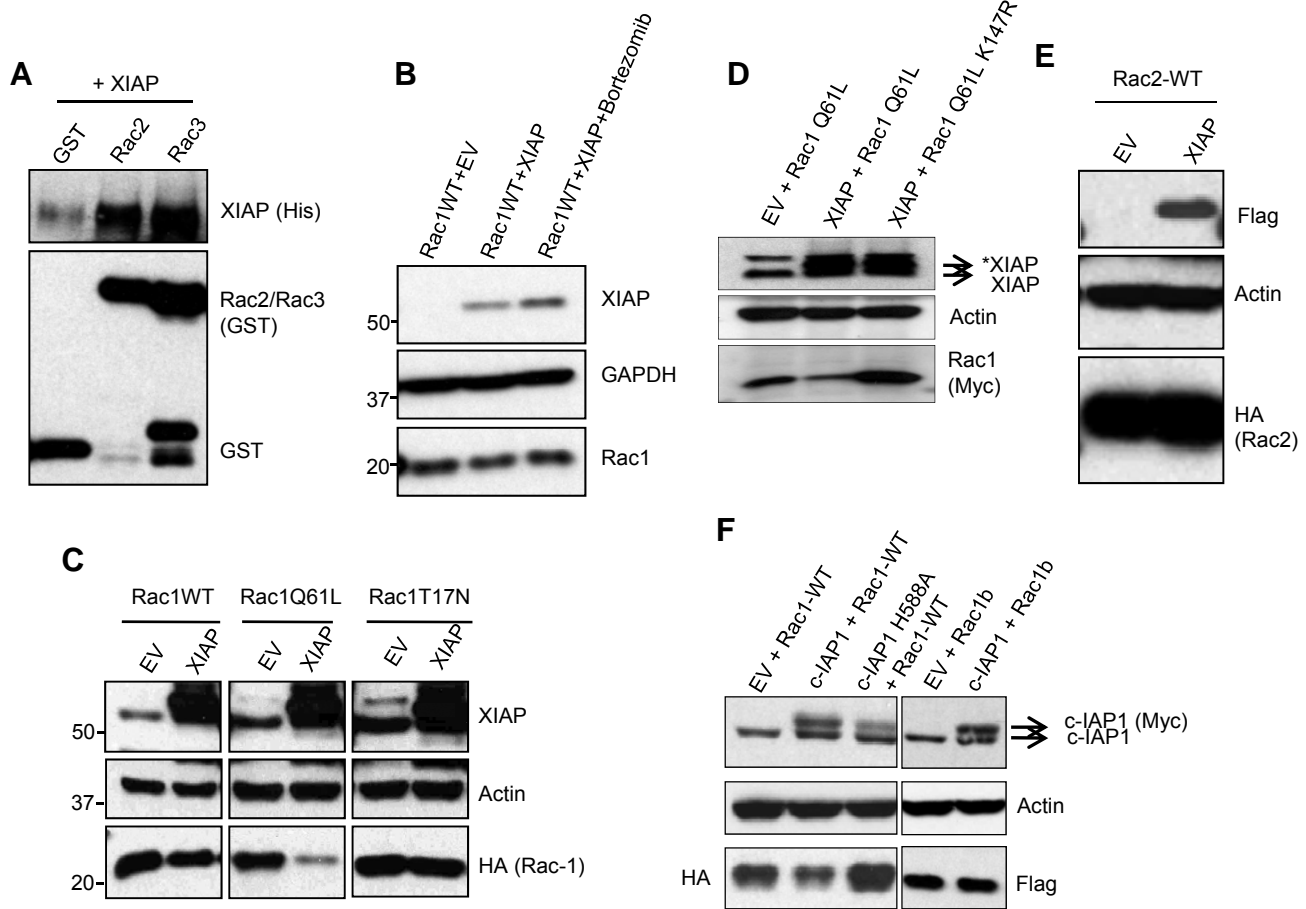 A
+ XIAP
GST
Rac2
Rac3
XIAP (His)
Rac2/Rac3
(GST)
GST
B
Rac1WT+EV
Rac1WT+XIAP
Rac1WT+XIAP+Bortezomib
XIAP
50
GAPDH
37
Rac1
20
D
EV + Rac1 Q61L
XIAP + Rac1 Q61L
XIAP + Rac1 Q61L K147R
*XIAP
XIAP
Actin
Rac1
(Myc)
E
Rac2-WT
EV
XIAP
Flag
Actin
HA
(Rac2)
C
Rac1WT
Rac1Q61L
Rac1T17N
EV
XIAP
EV
XIAP
EV
XIAP
XIAP
50
Actin
37
HA (Rac-1)
20
F
EV + Rac1-WT
c-IAP1 + Rac1-WT
c-IAP1 H588A
+ Rac1-WT
EV + Rac1b
c-IAP1 + Rac1b
c-IAP1 (Myc)
c-IAP1
Actin
HA
Flag